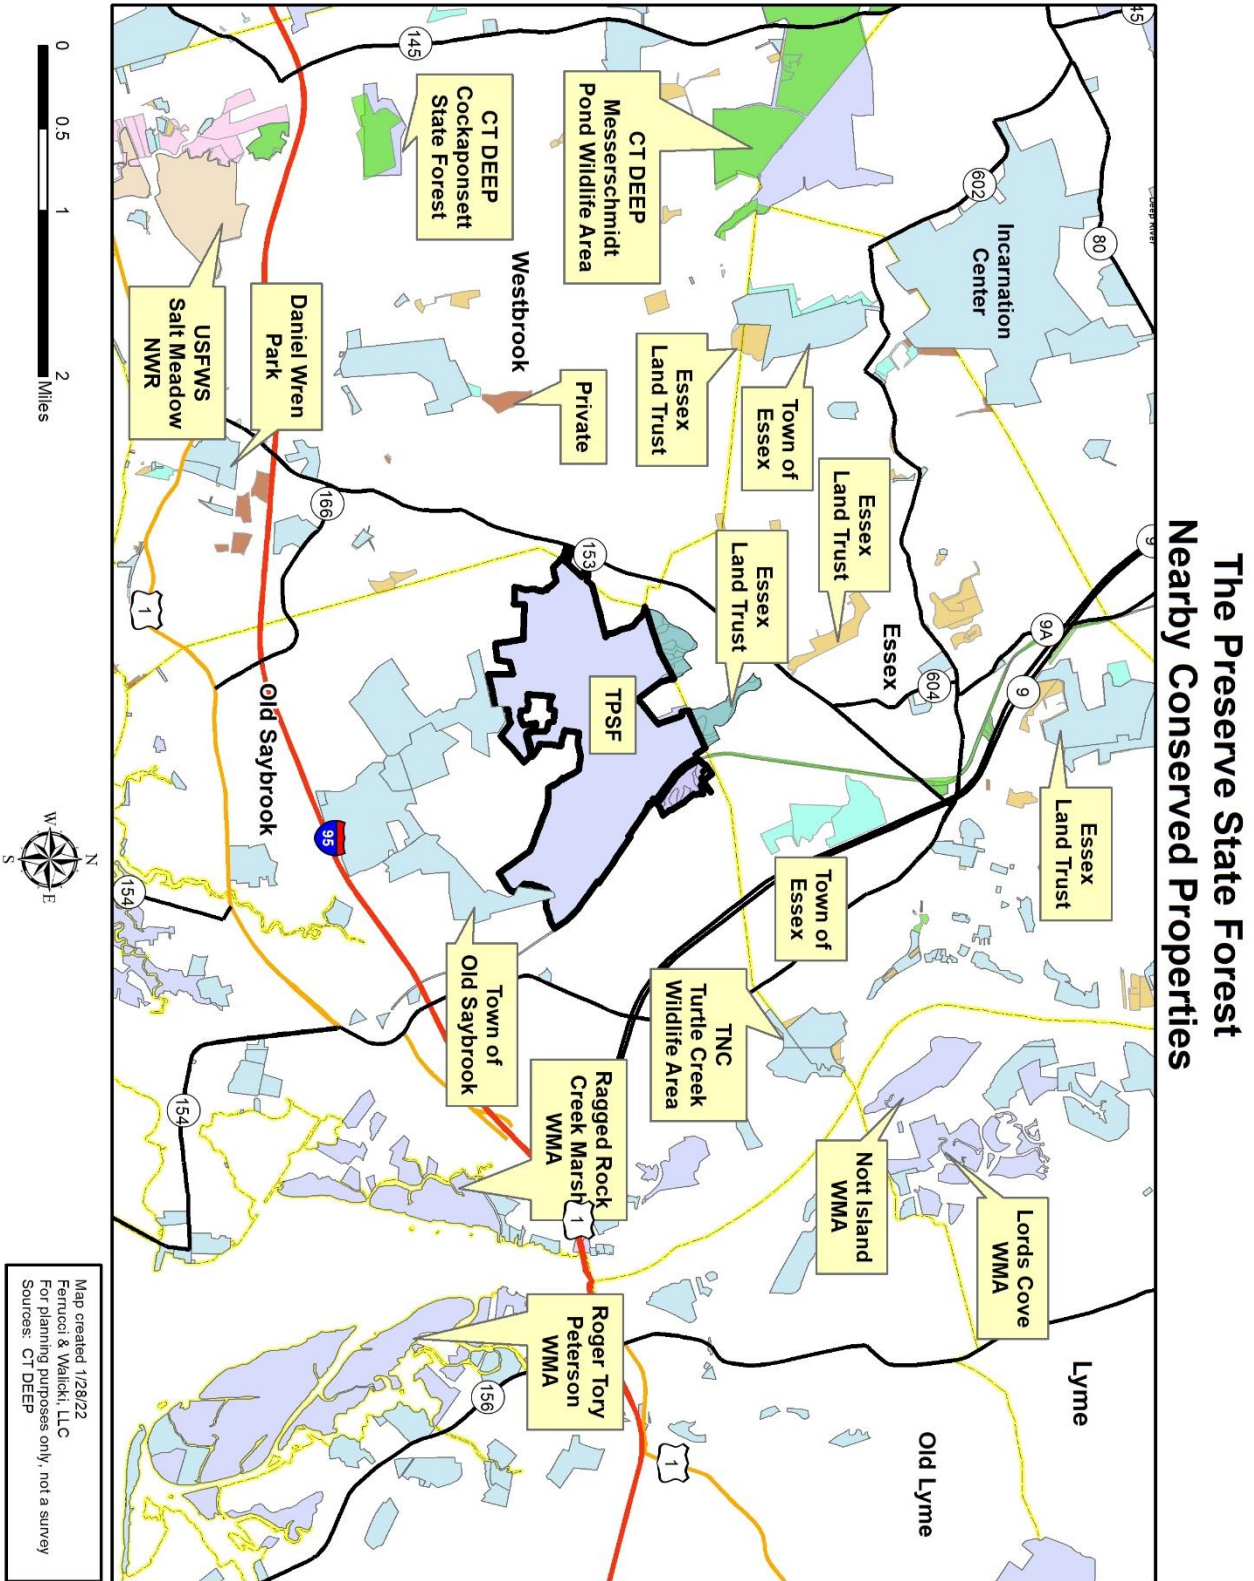 The Preserve State Forest
Nearby Conserved Properties
45
145
Deep River
80
602
Incarnation
Center
CT DEEP
Messerschmidt
Pond Wildlife Area
CT DEEP
Cockaponsett
State Forest
Westbrook
USFWS
Salt Meadow
NWR
Daniel Wren
Park
Private
Essex
Land Trust
Town of
Essex
Essex
Land Trust
Essex
Land Trust
Essex
Land Trust
9
9A
9
604
Essex
153
166
1
TPSF
Old Saybrook
95
154
Town of
Essex
Town of
Old Saybrook
TNC
Turtle Creek
Wildlife Area
Ragged Rock
Creek Marsh
WMA
1
154
Nott Island
WMA
Lords Cove
WMA
Roger Tory
Peterson
WMA
156
1
Lyme
Old Lyme
0 0.5 1 2
Miles
N
W E
S
Map created 1/28/22
Ferrucci & Walicki, LLC
For planning purposes only, not a survey
Sources: CT DEEP